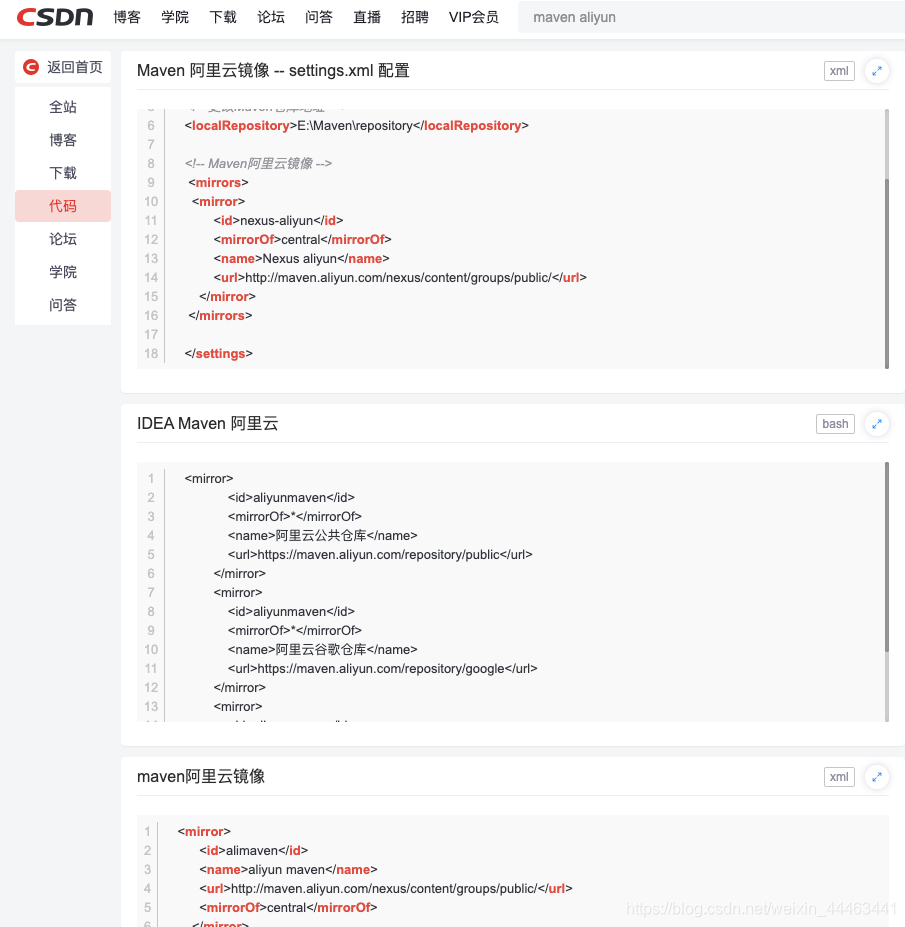 CSDN 博客 学院 下载 论坛 问答 直播 招聘 VIP会员 maven aliyun
返回首页
全站
博客
下载
代码
论坛
学院
问答
Maven 阿里云镜像 -- settings.xml 配置 xml
6 <localRepository>E:\Maven\repository</localRepository>
7
8 <!-- Maven阿里云镜像 -->
9 <mirrors>
10 <mirror>
11 <id>nexus-aliyun</id>
12 <mirrorOf>central</mirrorOf>
13 <name>Nexus aliyun</name>
14 <url>http://maven.aliyun.com/nexus/content/groups/public/</url>
15 </mirror>
16 </mirrors>
17
18 </settings>
IDEA Maven 阿里云 bash
1 <mirror>
2 <id>aliyunmaven</id>
3 <mirrorOf>*</mirrorOf>
4 <name>阿里云公共仓库</name>
5 <url>https://maven.aliyun.com/repository/public</url>
6 </mirror>
7 <mirror>
8 <id>aliyunmaven</id>
9 <mirrorOf>*</mirrorOf>
10 <name>阿里云谷歌仓库</name>
11 <url>https://maven.aliyun.com/repository/google</url>
12 </mirror>
13 <mirror>
maven阿里云镜像 xml
1 <mirror>
2 <id>alimaven</id>
3 <name>aliyun maven</name>
4 <url>http://maven.aliyun.com/nexus/content/groups/public/</url>
5 <mirrorOf>central</mirrorOf>
6 </mirror>
https://blog.csdn.net/weixin_44463441